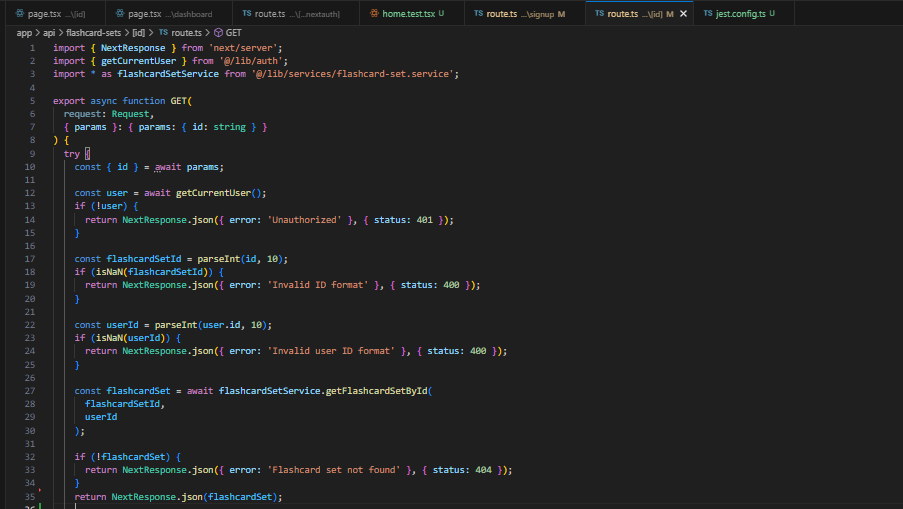 page.tsx ...\[id] page.tsx ...\dashboard TS route.ts ...\[...nextauth] home.test.tsx U TS route.ts ...\signup M TS route.ts ...\[id] M TS jest.config.ts U
app > api > flashcard-sets > [id] > TS route.ts > GET
1 import { NextResponse } from 'next/server';
2 import { getCurrentUser } from '@/lib/auth';
3 import * as flashcardSetService from '@/lib/services/flashcard-set.service';
4
5 export async function GET(
6 request: Request,
7 { params }: { params: { id: string } }
8 ) {
9 try {
10 const { id } = await params;
11
12 const user = await getCurrentUser();
13 if (!user) {
14 return NextResponse.json({ error: 'Unauthorized' }, { status: 401 });
15 }
16
17 const flashcardSetId = parseInt(id, 10);
18 if (isNaN(flashcardSetId)) {
19 return NextResponse.json({ error: 'Invalid ID format' }, { status: 400 });
20 }
21
22 const userId = parseInt(user.id, 10);
23 if (isNaN(userId)) {
24 return NextResponse.json({ error: 'Invalid user ID format' }, { status: 400 });
25 }
26
27 const flashcardSet = await flashcardSetService.getFlashcardSetById(
28 flashcardSetId,
29 userId
30 );
31
32 if (!flashcardSet) {
33 return NextResponse.json({ error: 'Flashcard set not found' }, { status: 404 });
34 }
35 return NextResponse.json(flashcardSet);
36